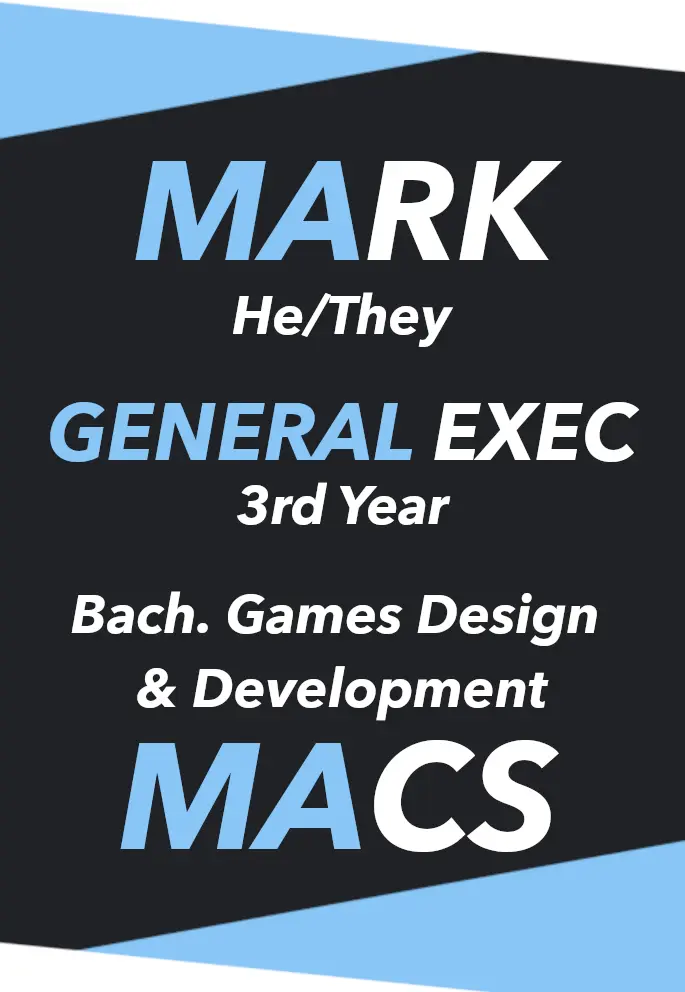 MARK
He/They
GENERAL EXEC
3rd Year
Bach. Games Design
& Development
MACS